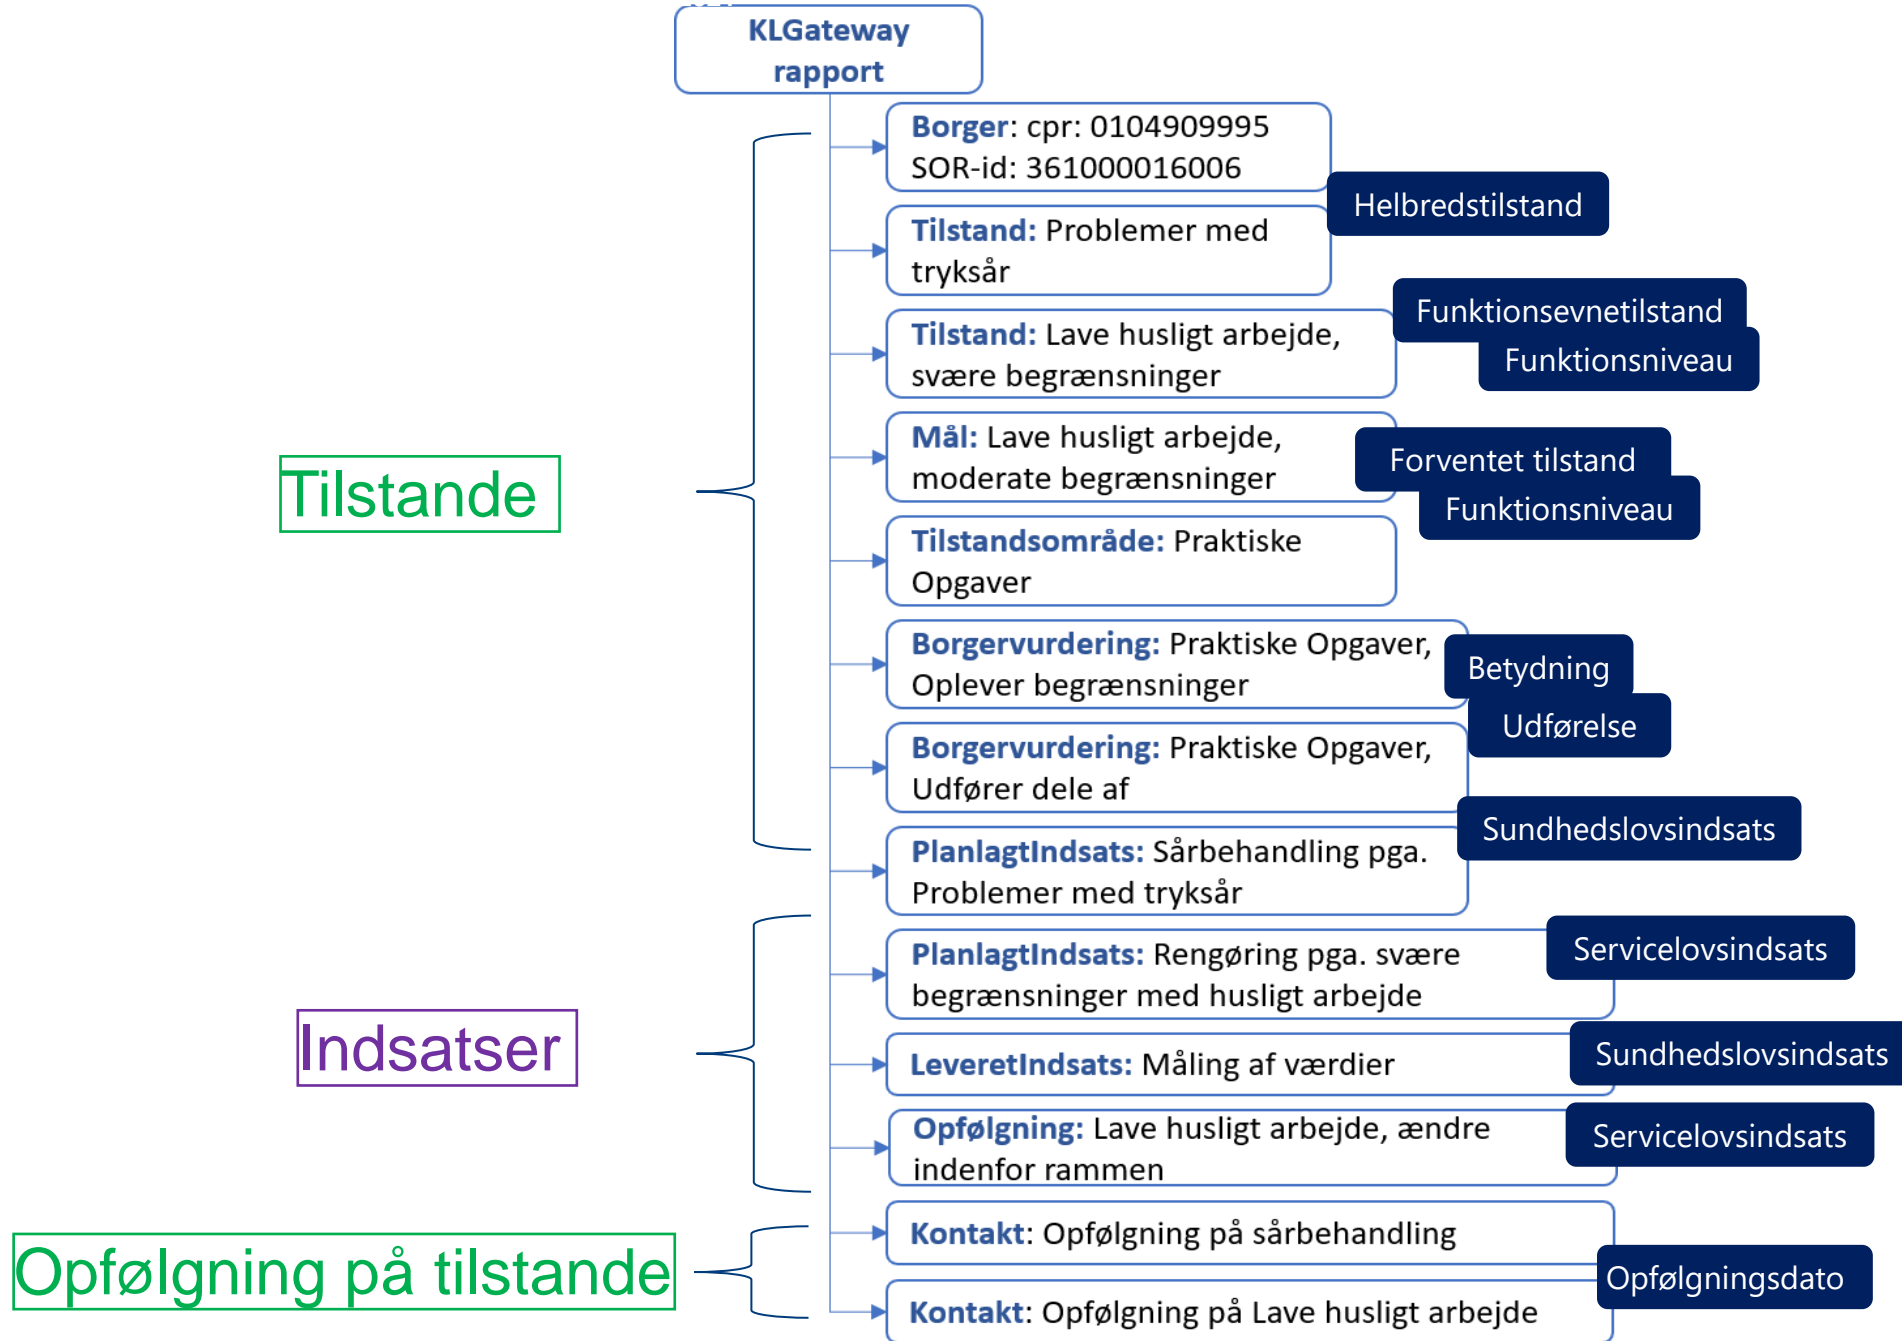 KLGateway
rapport
Borger: cpr: 0104909995
SOR-id: 361000016006
Helbredstilstand
Tilstand: Problemer med
tryksår
Funktionsevnetilstand
Tilstand: Lave husligt arbejde,
svære begrænsninger
Funktionsniveau
Mål: Lave husligt arbejde,
moderate begrænsninger
Forventet tilstand
Funktionsniveau
Tilstande
Tilstandsområde: Praktiske
Opgaver
Borgervurdering: Praktiske Opgaver,
Oplever begrænsninger
Betydning
Udførelse
Borgervurdering: Praktiske Opgaver,
Udfører dele af
Sundhedslovsindsats
PlanlagtIndsats: Sårbehandling pga.
Problemer med tryksår
Servicelovsindsats
PlanlagtIndsats: Rengøring pga. svære
begrænsninger med husligt arbejde
Indsatser
LeveretIndsats: Måling af værdier
Sundhedslovsindsats
Opfølgning: Lave husligt arbejde, ændre
indenfor rammen
Servicelovsindsats
Kontakt: Opfølgning på sårbehandling
Opfølgning på tilstande
Opfølgningsdato
Kontakt: Opfølgning på Lave husligt arbejde